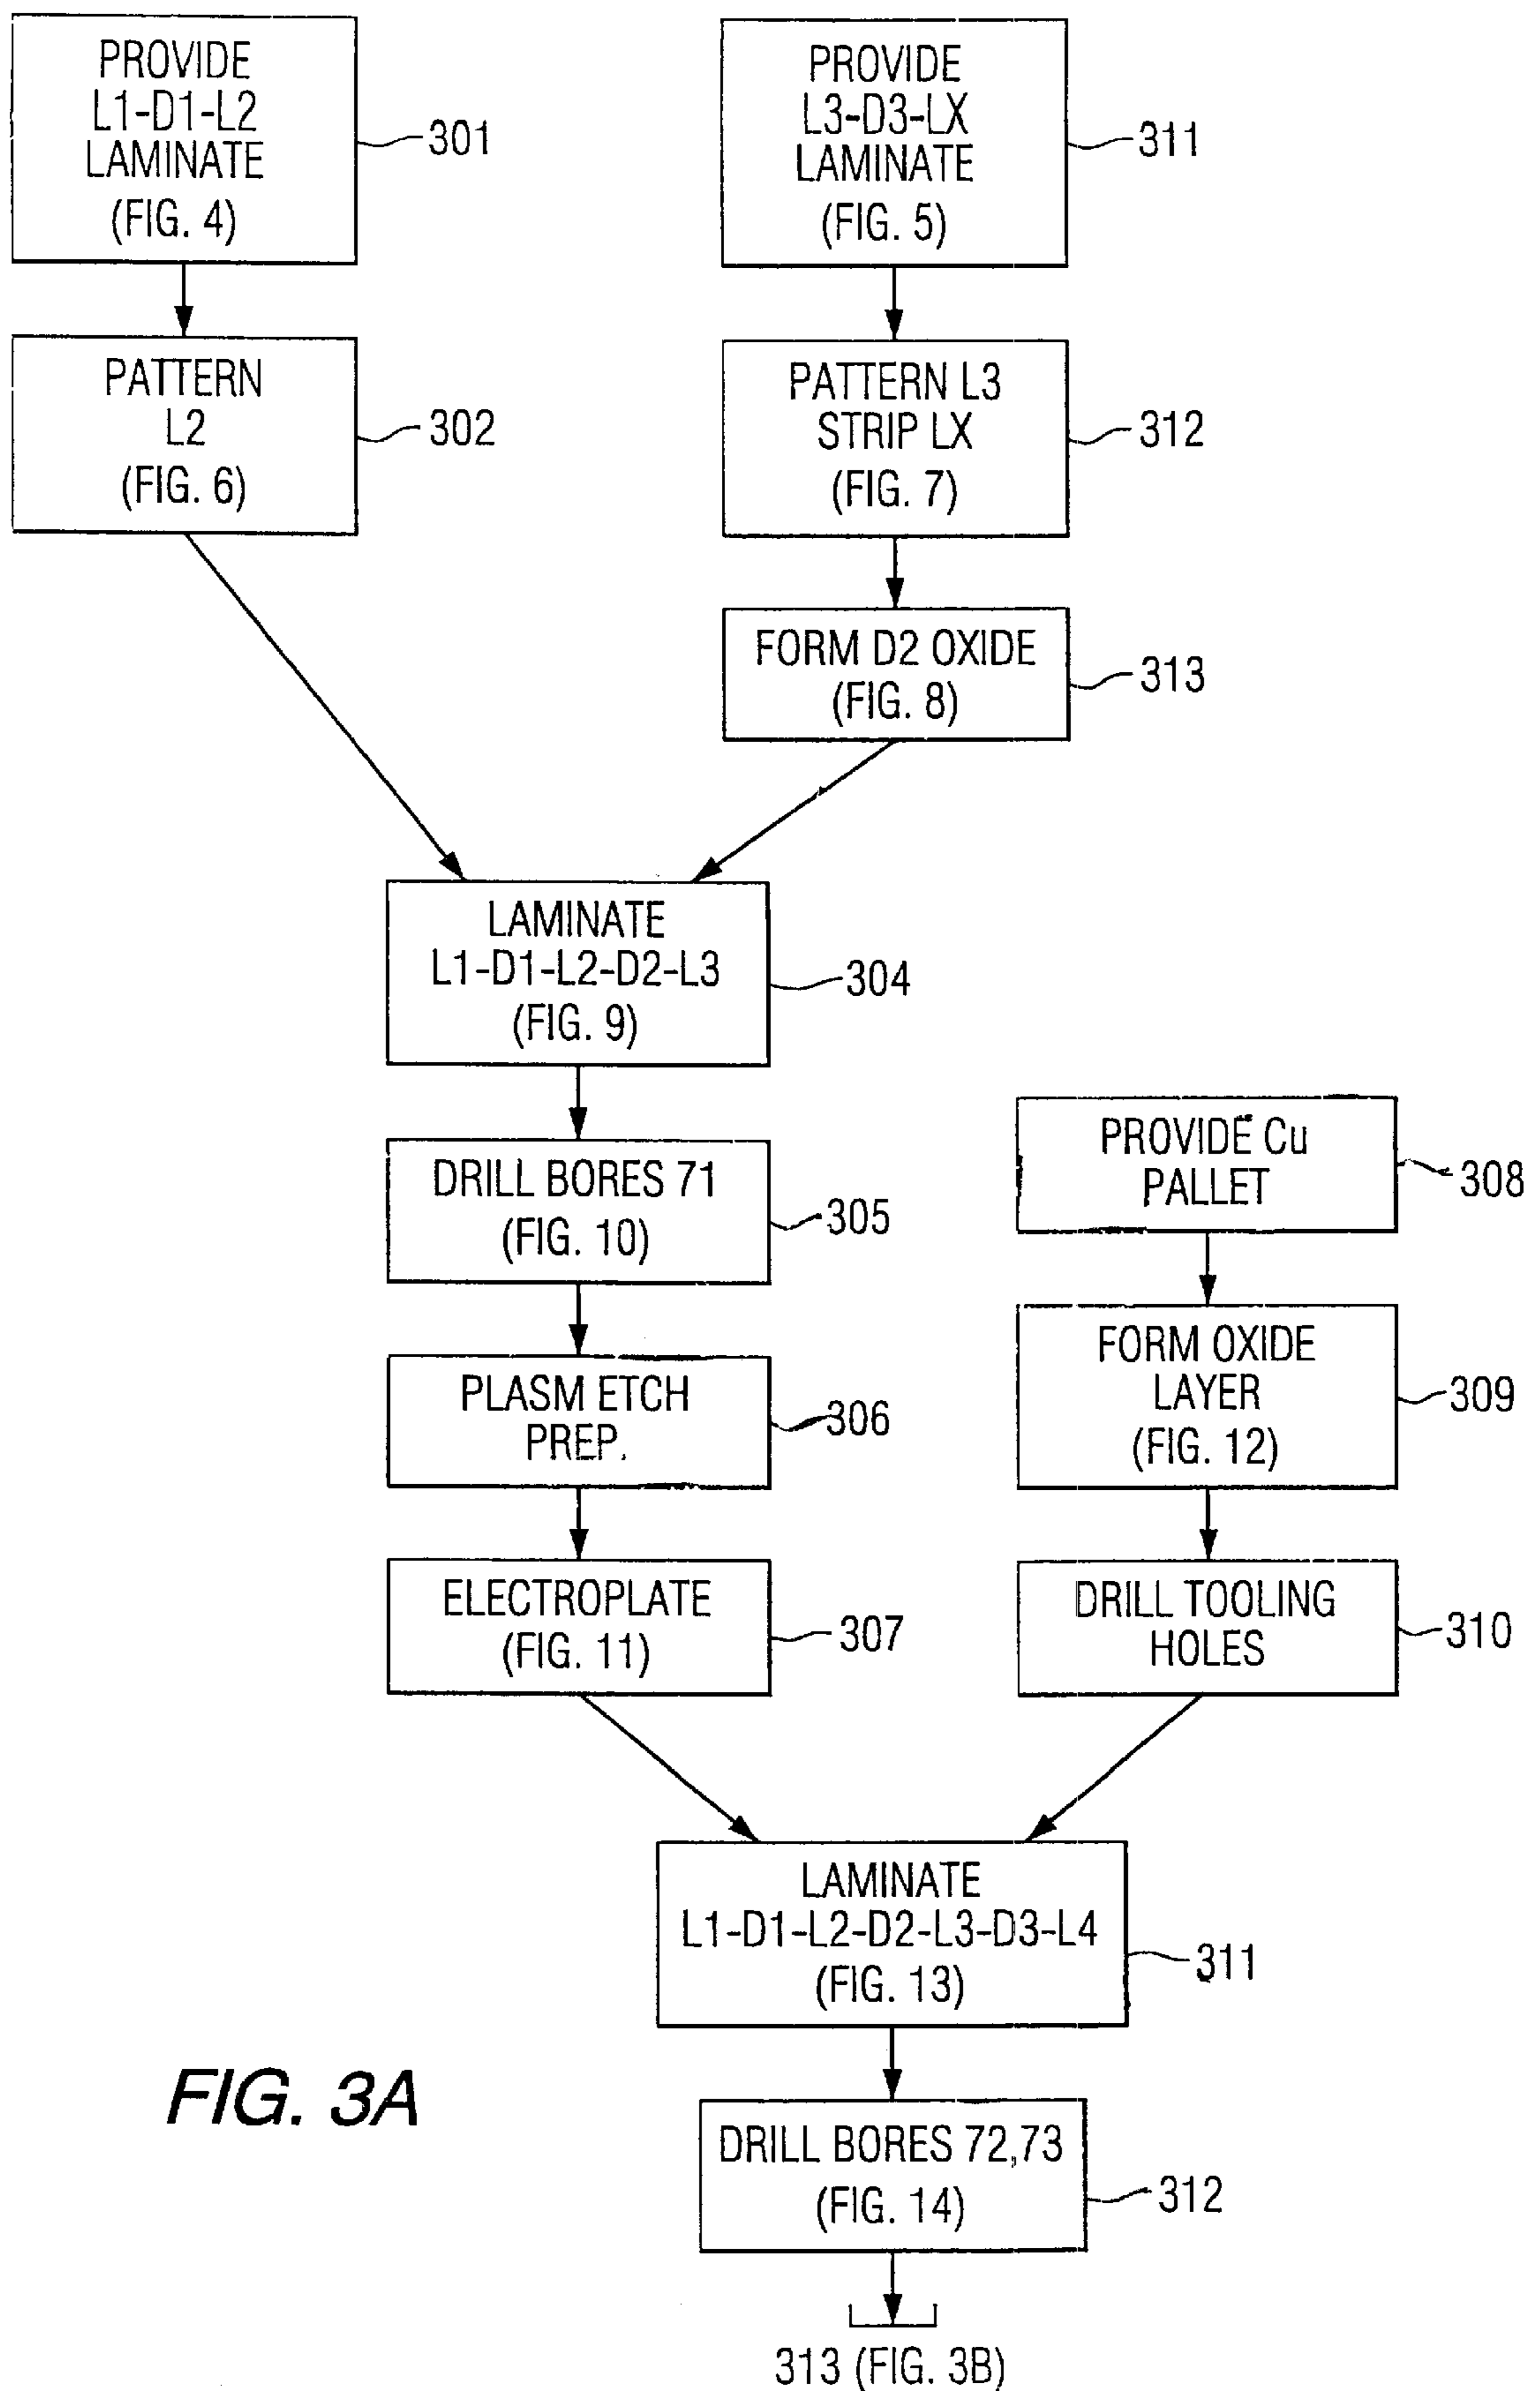 PROVIDE
L1-D1-L2
LAMINATE
(FIG. 4)
301
PROVIDE
L3-D3-LX
LAMINATE
(FIG. 5)
311
PATTERN
L2
(FIG. 6)
302
PATTERN L3
STRIP LX
(FIG. 7)
312
FORM D2 OXIDE
(FIG. 8)
313
LAMINATE
L1-D1-L2-D2-L3
(FIG. 9)
304
DRILL BORES 71
(FIG. 10)
305
PROVIDE Cu
PALLET
308
PLASM ETCH
PREP.
306
FORM OXIDE
LAYER
(FIG. 12)
309
ELECTROPLATE
(FIG. 11)
307
DRILL TOOLING
HOLES
310
LAMINATE
L1-D1-L2-D2-L3-D3-L4
(FIG. 13)
311
FIG. 3A
DRILL BORES 72,73
(FIG. 14)
312
313 (FIG. 3B)